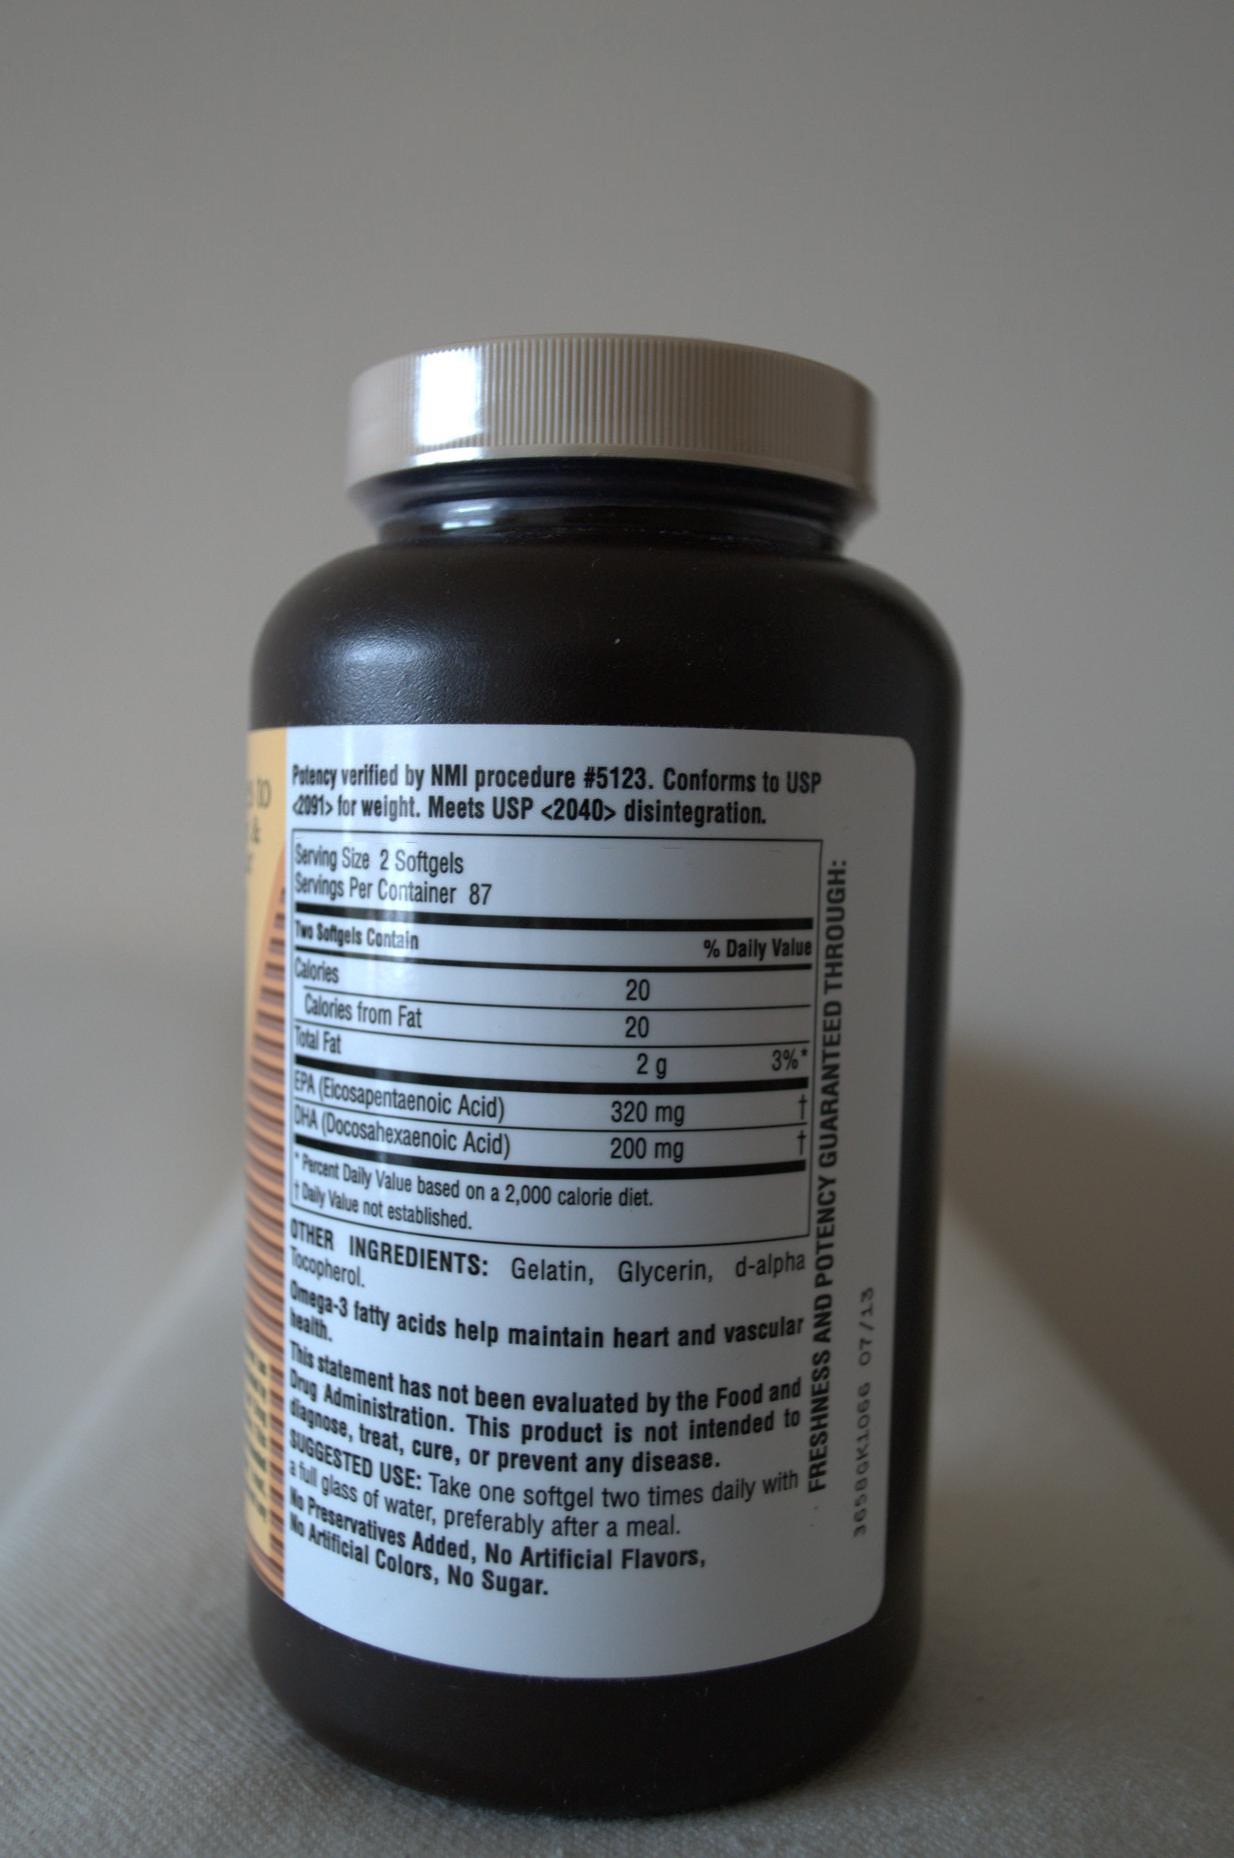 Potency verified by NMI procedure #5123. Conforms to USP
<2091> for weight. Meets USP <2040> disintegration.
Serving Size 2 Softgels
Servings Per Container 87
Two Softgels Contain % Daily Value
Calories 20
Calories from Fat 20
Total Fat 2 g 3%*
EPA (Eicosapentaenoic Acid) 320 mg †
DHA (Docosahexaenoic Acid) 200 mg †
* Percent Daily Value based on a 2,000 calorie diet.
† Daily Value not established.
OTHER INGREDIENTS: Gelatin, Glycerin, d-alpha
Tocopherol.
Omega-3 fatty acids help maintain heart and vascular
health.
This statement has not been evaluated by the Food and
Drug Administration. This product is not intended to
diagnose, treat, cure, or prevent any disease.
SUGGESTED USE: Take one softgel two times daily with
a full glass of water, preferably after a meal.
No Preservatives Added, No Artificial Flavors,
No Artificial Colors, No Sugar.
FRESHNESS AND POTENCY GUARANTEED THROUGH:
3658GK1066 07/13
to
&